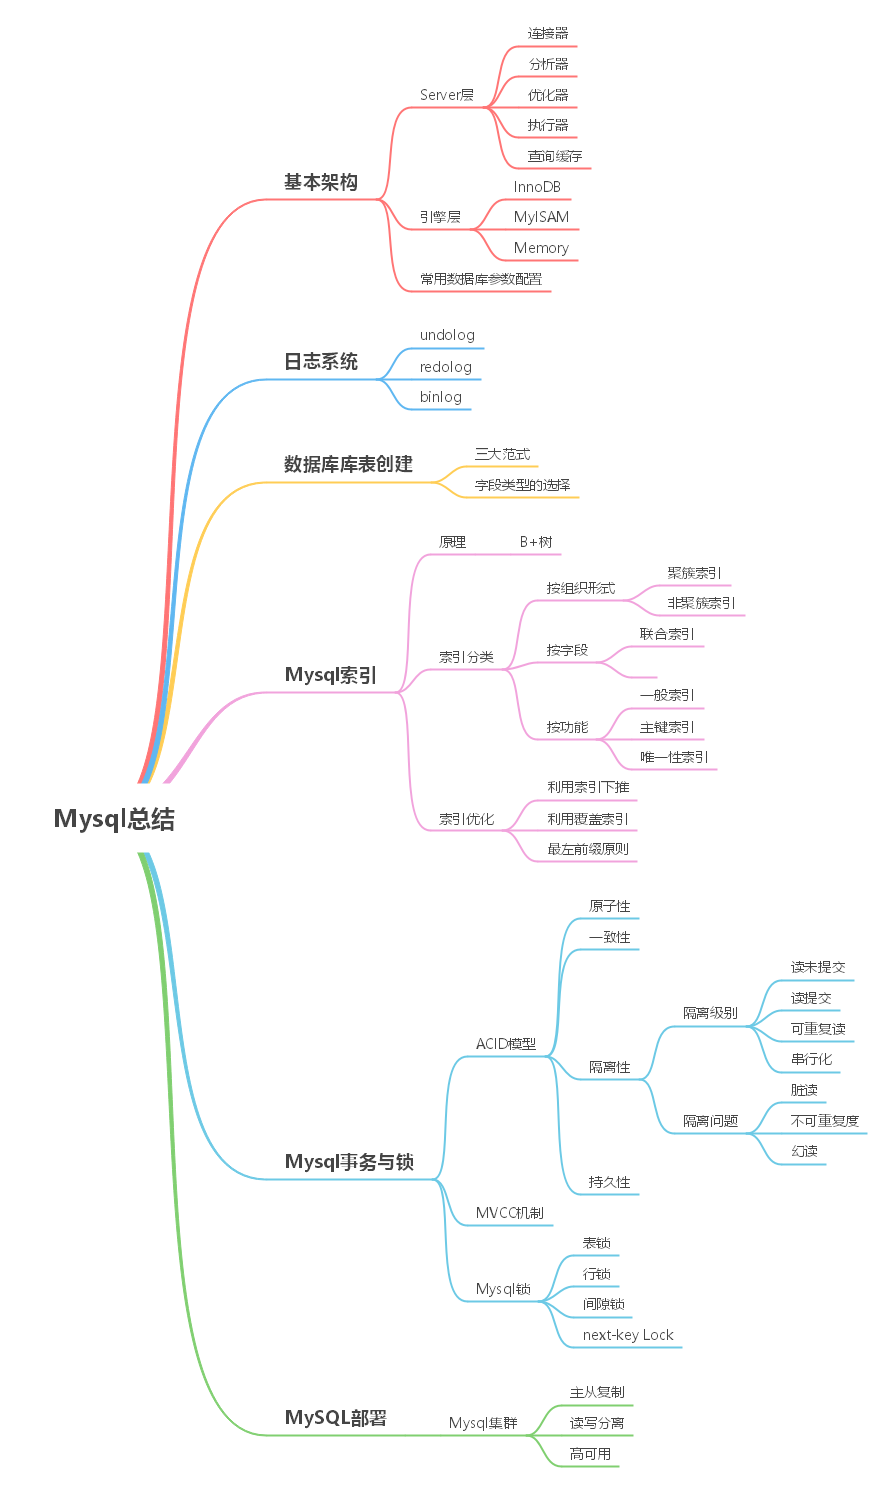 Mysql总结
基本架构
Server层
连接器
分析器
优化器
执行器
查询缓存
引擎层
InnoDB
MyISAM
Memory
常用数据库参数配置
日志系统
undolog
redolog
binlog
数据库库表创建
三大范式
字段类型的选择
Mysql索引
原理
B+树
索引分类
按组织形式
聚簇索引
非聚簇索引
按字段
联合索引
按功能
一般索引
主键索引
唯一性索引
索引优化
利用索引下推
利用覆盖索引
最左前缀原则
Mysql事务与锁
ACID模型
原子性
一致性
隔离性
隔离级别
读未提交
读提交
可重复读
串行化
隔离问题
脏读
不可重复度
幻读
持久性
MVCC机制
Mysql锁
表锁
行锁
间隙锁
next-key Lock
MySQL部署
Mysql集群
主从复制
读写分离
高可用